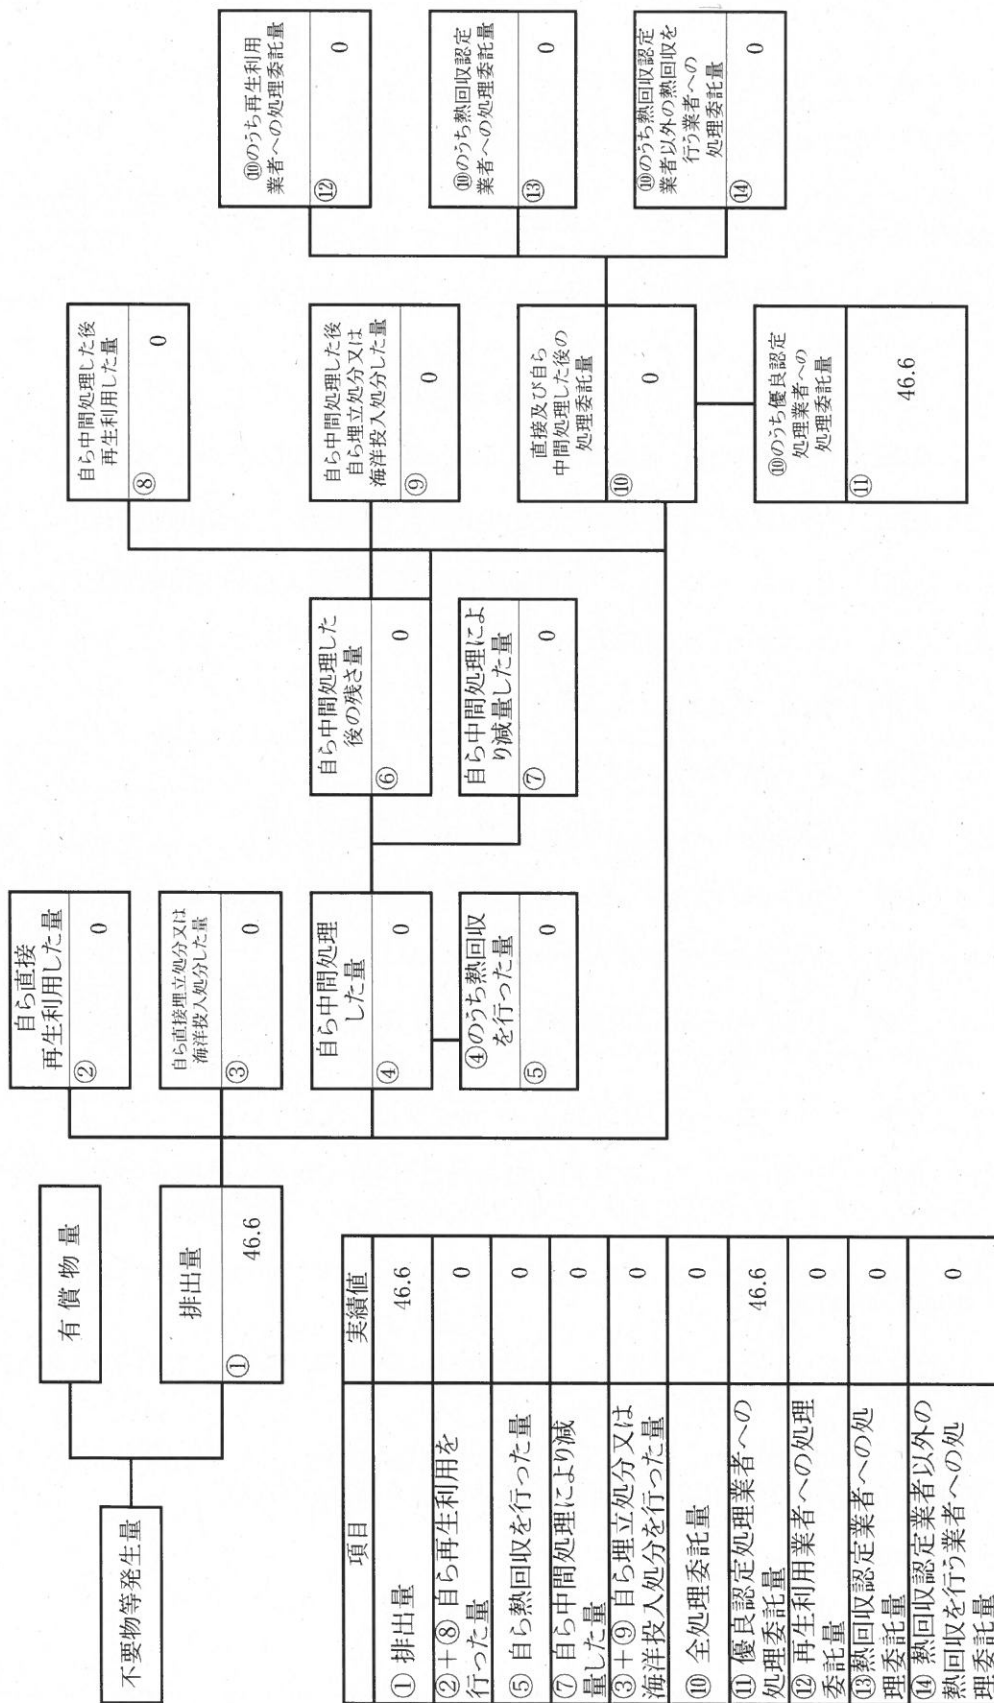 不要物等発生量
有償物量
排出量
①
46.6
自ら直接
再生利用した量
②
0
自ら直接埋立処分又は
海洋投入処分した量
③
0
自ら中間処理
した量
④
0
④のうち熱回収
を行った量
⑤
0
自ら中間処理した
後の残さ量
⑥
0
自ら中間処理によ
り減量した量
⑦
0
自ら中間処理した後
再生利用した量
⑧
0
自ら中間処理した後
自ら埋立処分又は
海洋投入処分した量
⑨
0
直接及び自ら
中間処理した後の
処理委託量
⑩
0
⑩のうち優良認定
処理業者への
処理委託量
⑪
46.6
⑩のうち再生利用
業者への処理委託量
⑫
0
⑩のうち熱回収認定
業者への処理委託量
⑬
0
⑩のうち熱回収認定
業者以外の熱回収を
行う業者への
処理委託量
⑭
0
項目 実績値
① 排出量 46.6
②+⑧ 自ら再生利用を
行った量 0
⑤ 自ら熱回収を行った量 0
⑦ 自ら中間処理により減
量した量 0
③+⑨ 自ら埋立処分又は
海洋投入処分を行った量 0
⑩ 全処理委託量 0
⑪ 優良認定処理業者への
処理委託量 46.6
⑫ 再生利用業者への処理
委託量 0
⑬熱回収認定業者への処
理委託量 0
⑭ 熱回収認定業者以外の
熱回収を行う業者への処
理委託量 0